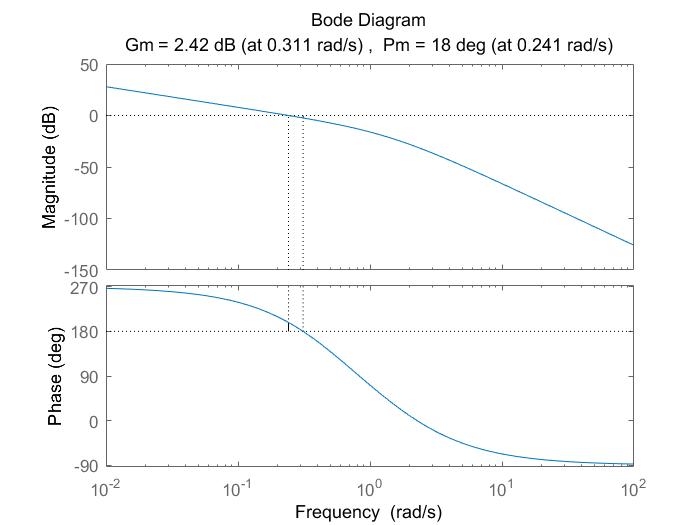 Bode Diagram
Gm = 2.42 dB (at 0.311 rad/s) ,  Pm = 18 deg (at 0.241 rad/s)
50
0
-50
-100
-150
Magnitude (dB)
270
180
90
0
-90
Phase (deg)
10^-2 10^-1 10^0 10^1 10^2
Frequency  (rad/s)